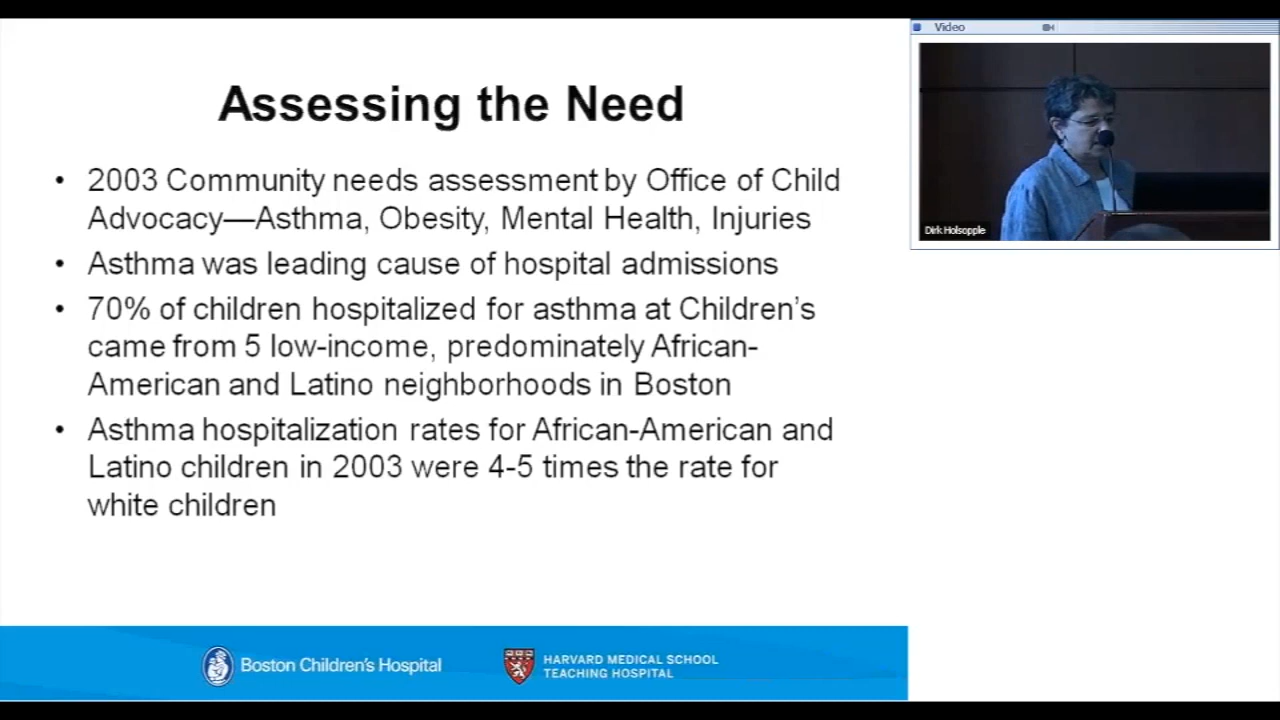 Assessing the Need
• 2003 Community needs assessment by Office of Child
Advocacy—Asthma, Obesity, Mental Health, Injuries
• Asthma was leading cause of hospital admissions
• 70% of children hospitalized for asthma at Children's
came from 5 low-income, predominately African-
American and Latino neighborhoods in Boston
• Asthma hospitalization rates for African-American and
Latino children in 2003 were 4-5 times the rate for
white children
Boston Children's Hospital
HARVARD MEDICAL SCHOOL
TEACHING HOSPITAL
Video
Dirk Holsopple